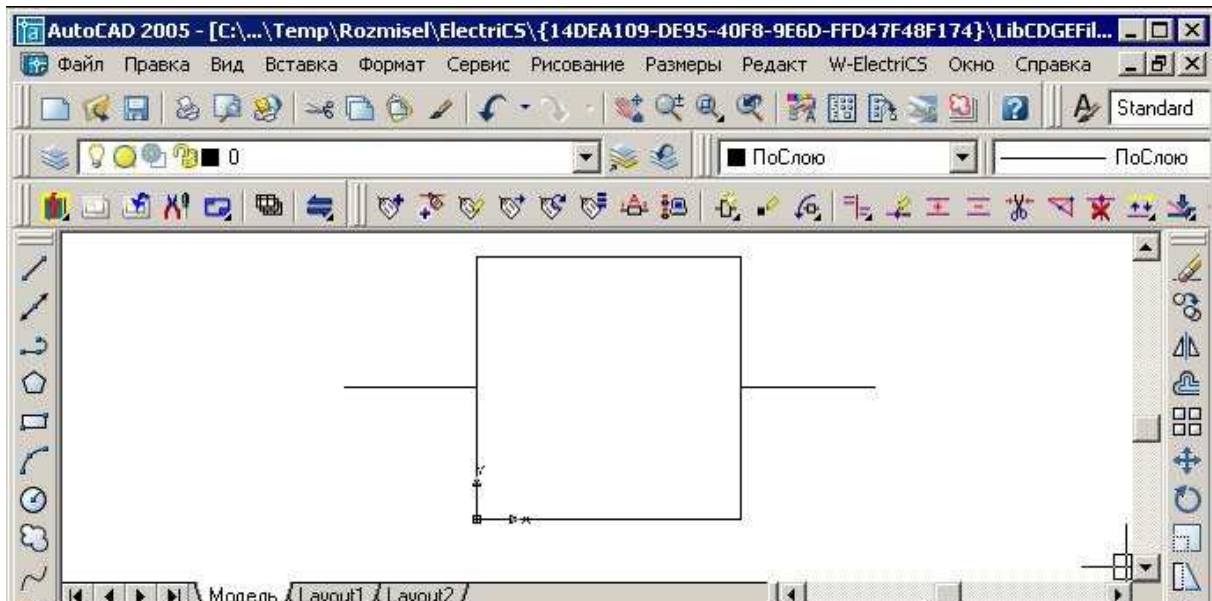 AutoCAD 2005 - [C:\...\Temp\Rozmisel\ElectriCS\{14DEA109-DE95-40F8-9E6D-FFD47F48F174}\LibCDGEFil...
Файл Правка Вид Вставка Формат Сервис Рисование Размеры Редакт W-ElectriCS Окно Справка
Standard
0 ПоСлою ПоСлою
Y
X
Модель Layout1 Layout2